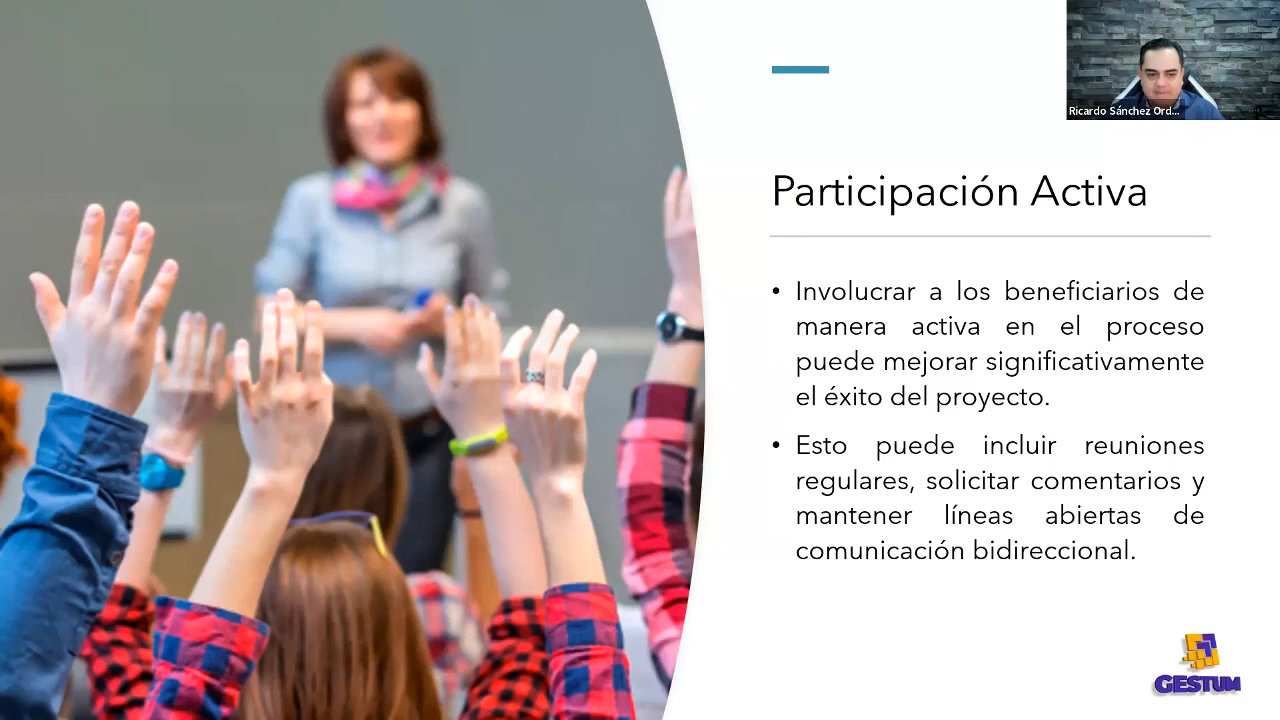 Ricardo Sánchez Ord...
Participación Activa
• Involucrar a los beneficiarios de
manera activa en el proceso
puede mejorar significativamente
el éxito del proyecto.
• Esto puede incluir reuniones
regulares, solicitar comentarios y
mantener líneas abiertas de
comunicación bidireccional.
GESTUM